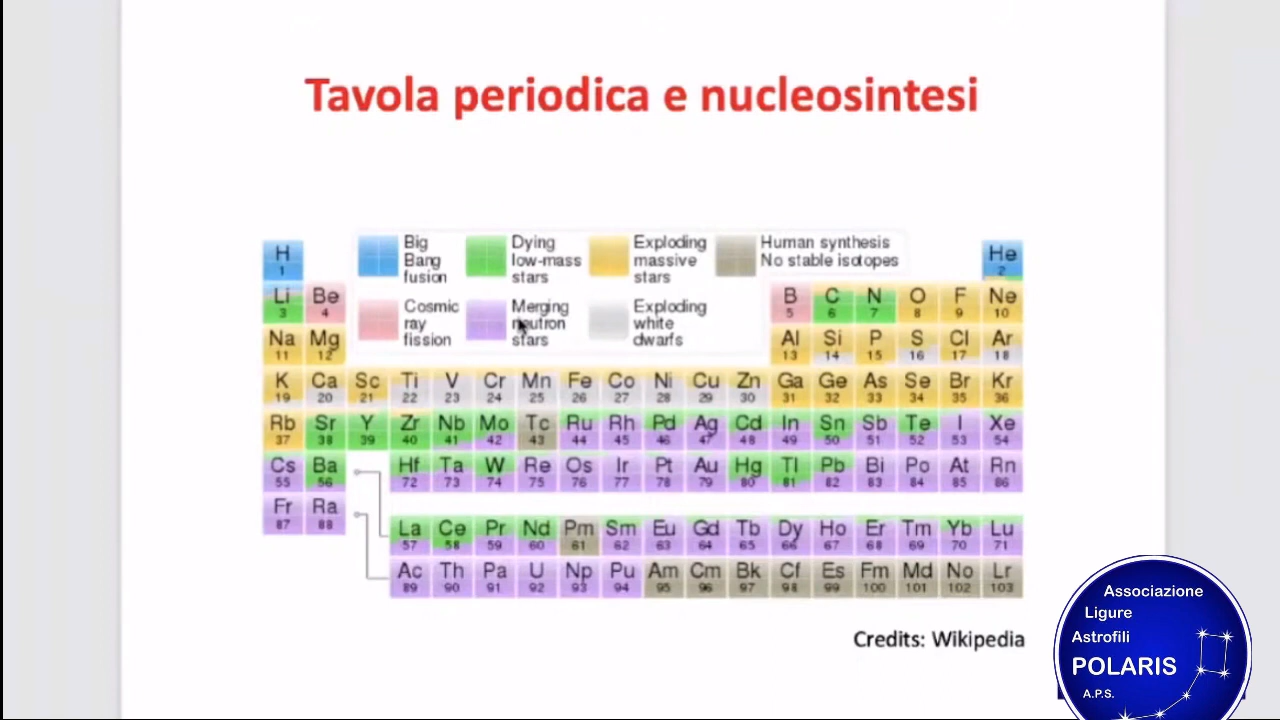 Tavola periodica e nucleosintesi
Big Bang fusion
Dying low-mass stars
Exploding massive stars
Human synthesis No stable isotopes
Cosmic ray fission
Merging neutron stars
Exploding white dwarfs
H 1 He 2
Li 3 Be 4 B 5 C 6 N 7 O 8 F 9 Ne 10
Na 11 Mg 12 Al 13 Si 14 P 15 S 16 Cl 17 Ar 18
K 19 Ca 20 Sc 21 Ti 22 V 23 Cr 24 Mn 25 Fe 26 Co 27 Ni 28 Cu 29 Zn 30 Ga 31 Ge 32 As 33 Se 34 Br 35 Kr 36
Rb 37 Sr 38 Y 39 Zr 40 Nb 41 Mo 42 Tc 43 Ru 44 Rh 45 Pd 46 Ag 47 Cd 48 In 49 Sn 50 Sb 51 Te 52 I 53 Xe 54
Cs 55 Ba 56 Hf 72 Ta 73 W 74 Re 75 Os 76 Ir 77 Pt 78 Au 79 Hg 80 Tl 81 Pb 82 Bi 83 Po 84 At 85 Rn 86
Fr 87 Ra 88
La 57 Ce 58 Pr 59 Nd 60 Pm 61 Sm 62 Eu 63 Gd 64 Tb 65 Dy 66 Ho 67 Er 68 Tm 69 Yb 70 Lu 71
Ac 89 Th 90 Pa 91 U 92 Np 93 Pu 94 Am 95 Cm 96 Bk 97 Cf 98 Es 99 Fm 100 Md 101 No 102 Lr 103
Credits: Wikipedia
Associazione
Ligure
Astrofili
POLARIS
A.P.S.